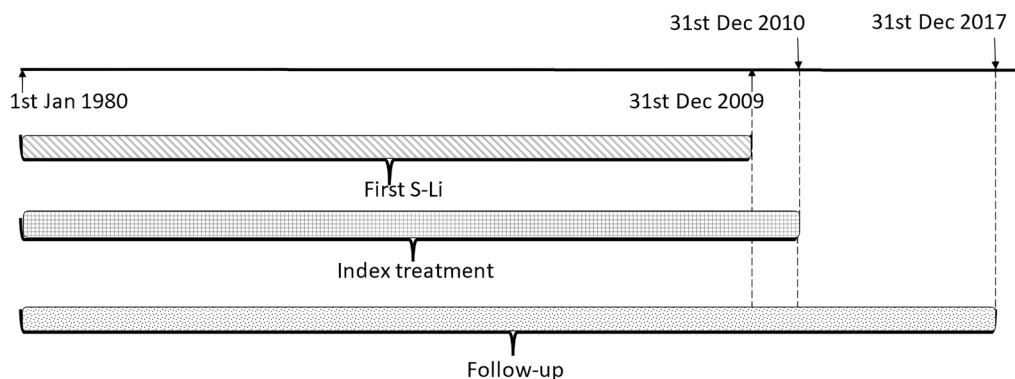 31st Dec 2010
31st Dec 2017
1st Jan 1980
31st Dec 2009
First S-Li
Index treatment
Follow-up